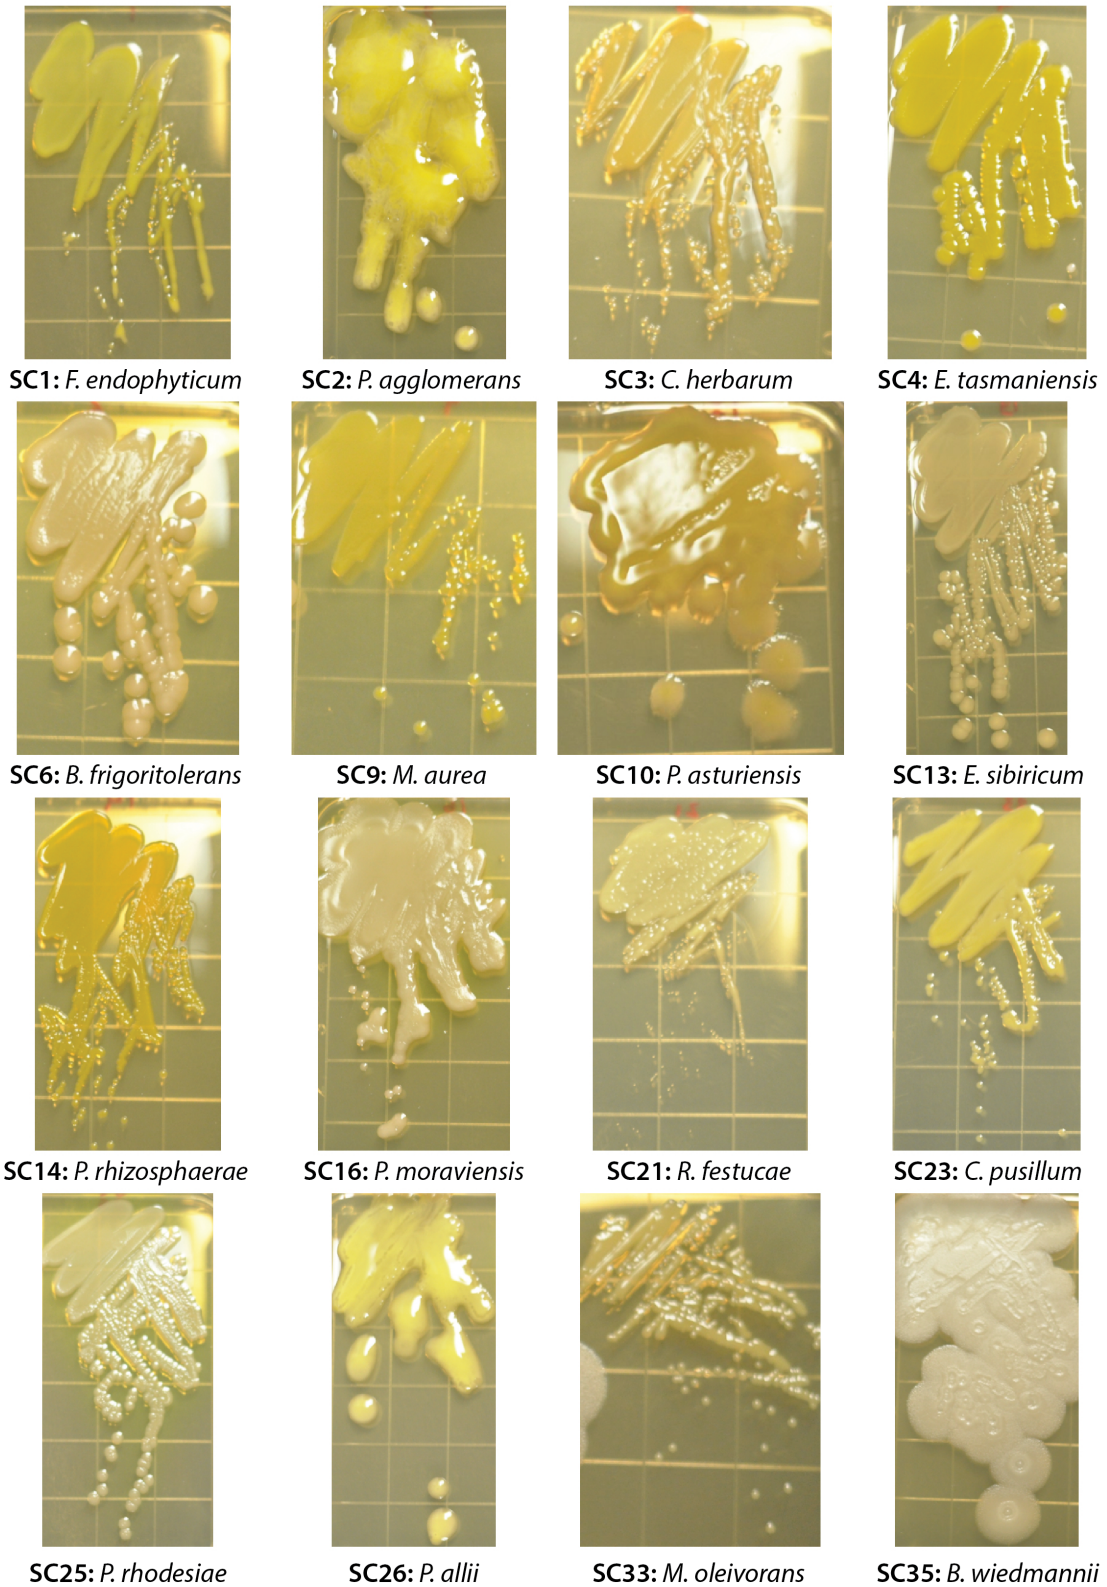 SC1: F. endophyticum
SC2: P. agglomerans
SC3: C. herbarum
SC4: E. tasmaniensis
SC6: B. frigoritolerans
SC9: M. aurea
SC10: P. asturiensis
SC13: E. sibiricum
SC14: P. rhizosphaerae
SC16: P. moraviensis
SC21: R. festucae
SC23: C. pusillum
SC25: P. rhodesiae
SC26: P. allii
SC33: M. oleivorans
SC35: B. wiedmannii